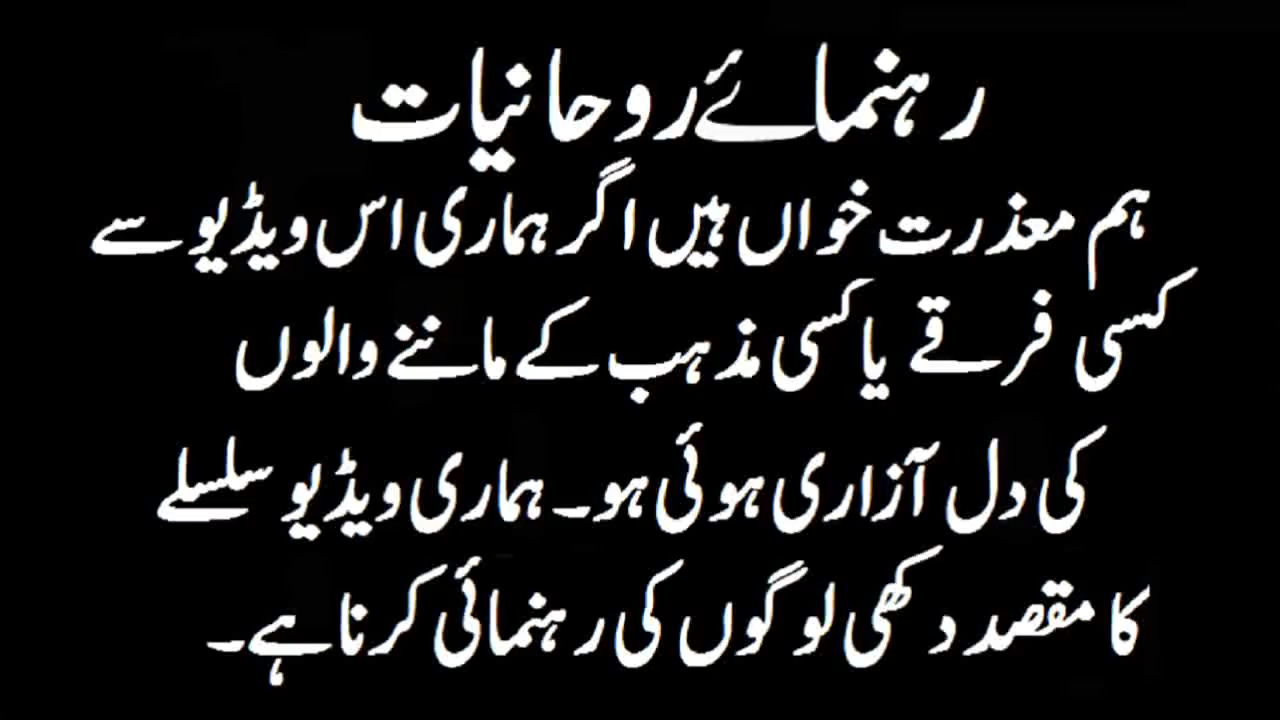 رہنمائے روحانیات
ہم معذرت خواں ہیں اگر ہماری اس ویڈیو سے
کسی فرقے یا کسی مذہب کے ماننے والوں
کی دل آزاری ہوئی ہو۔ ہماری ویڈیو سلسلے
کا مقصد دکھی لوگوں کی رہنمائی کرنا ہے۔